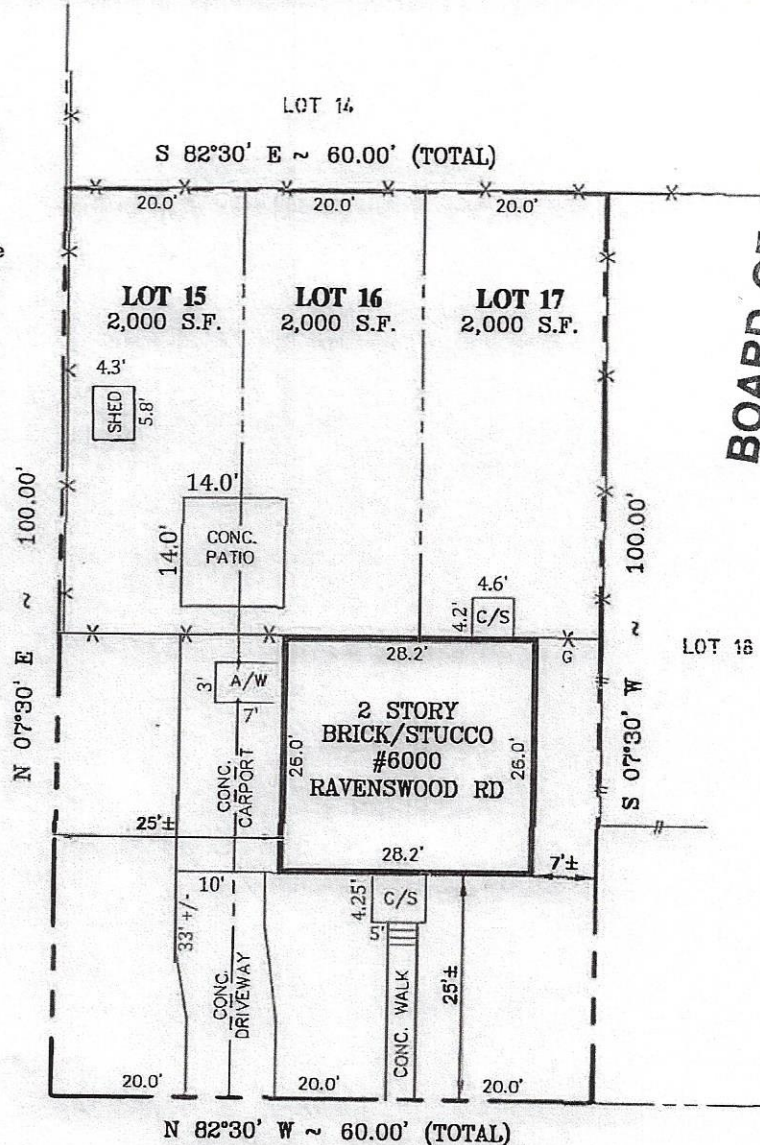 LOT 14
S 82°30' E ~ 60.00' (TOTAL)
20.0' 20.0' 20.0'
LOT 15
2,000 S.F.
LOT 16
2,000 S.F.
LOT 17
2,000 S.F.
BOARD OF
4.3'
SHED
5.8'
N 07°30' E ~ 100.00'
S 07°30' W ~ 100.00'
14.0'
14.0'
CONC.
PATIO
4.6'
4.2'
C/S
G
LOT 18
28.2'
3'
A/W
7'
2 STORY
BRICK/STUCCO
#6000
RAVENSWOOD RD
26.0'
26.0'
CONC.
CARPORT
25'±
28.2'
7'±
10'
4.25'
C/S
5'
33' +/-
CONC.
DRIVEWAY
CONC. WALK
25'±
20.0' 20.0' 20.0'
N 82°30' W ~ 60.00' (TOTAL)